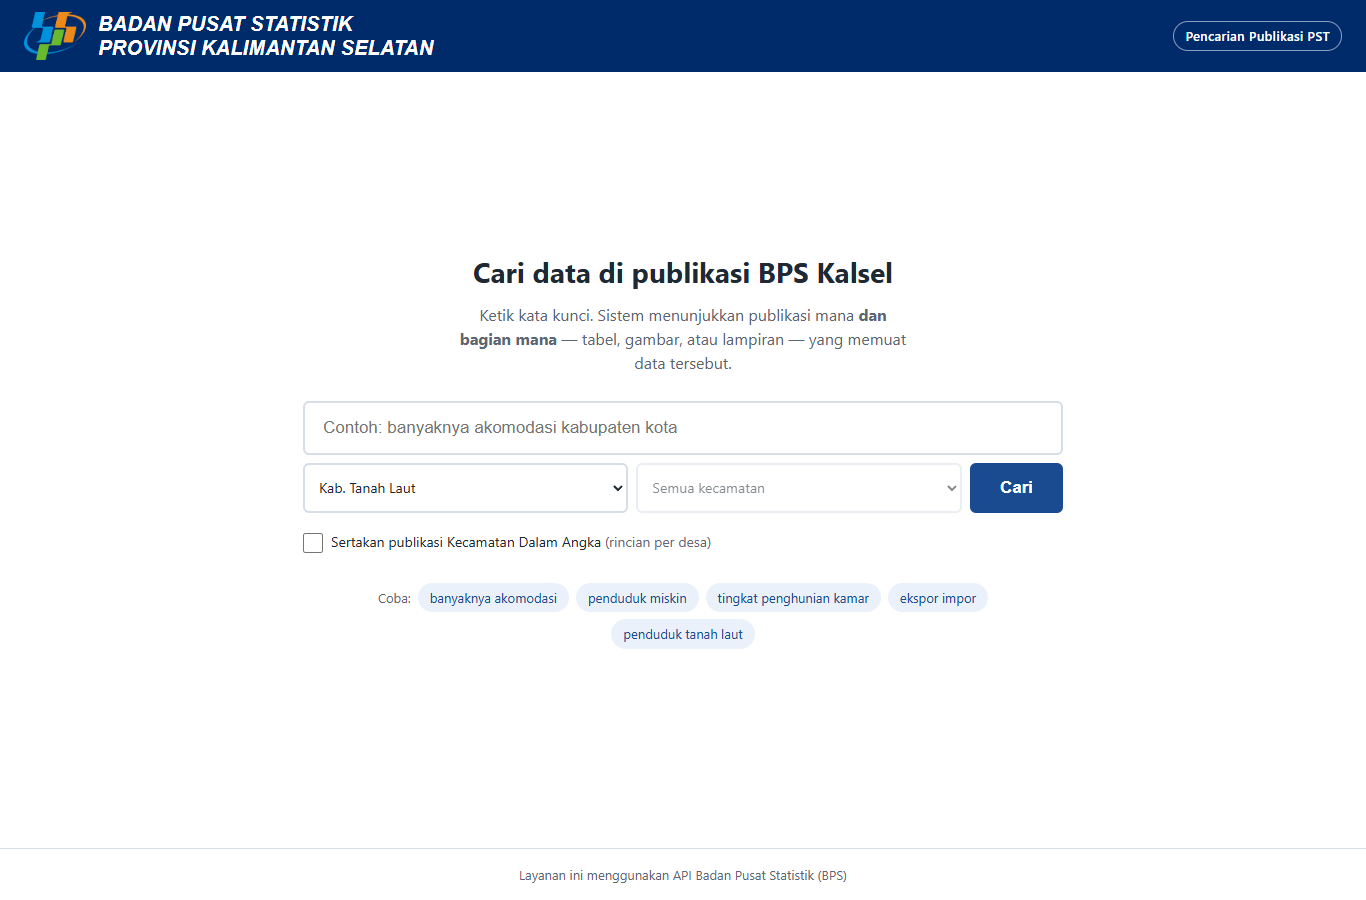 BADAN PUSAT STATISTIK
PROVINSI KALIMANTAN SELATAN
Pencarian Publikasi PST
Cari data di publikasi BPS Kalsel
Ketik kata kunci. Sistem menunjukkan publikasi mana dan
bagian mana — tabel, gambar, atau lampiran — yang memuat
data tersebut.
Contoh: banyaknya akomodasi kabupaten kota
Kab. Tanah Laut
Semua kecamatan
Cari
Sertakan publikasi Kecamatan Dalam Angka (rincian per desa)
Coba: banyaknya akomodasi penduduk miskin tingkat penghunian kamar ekspor impor
penduduk tanah laut
Layanan ini menggunakan API Badan Pusat Statistik (BPS)